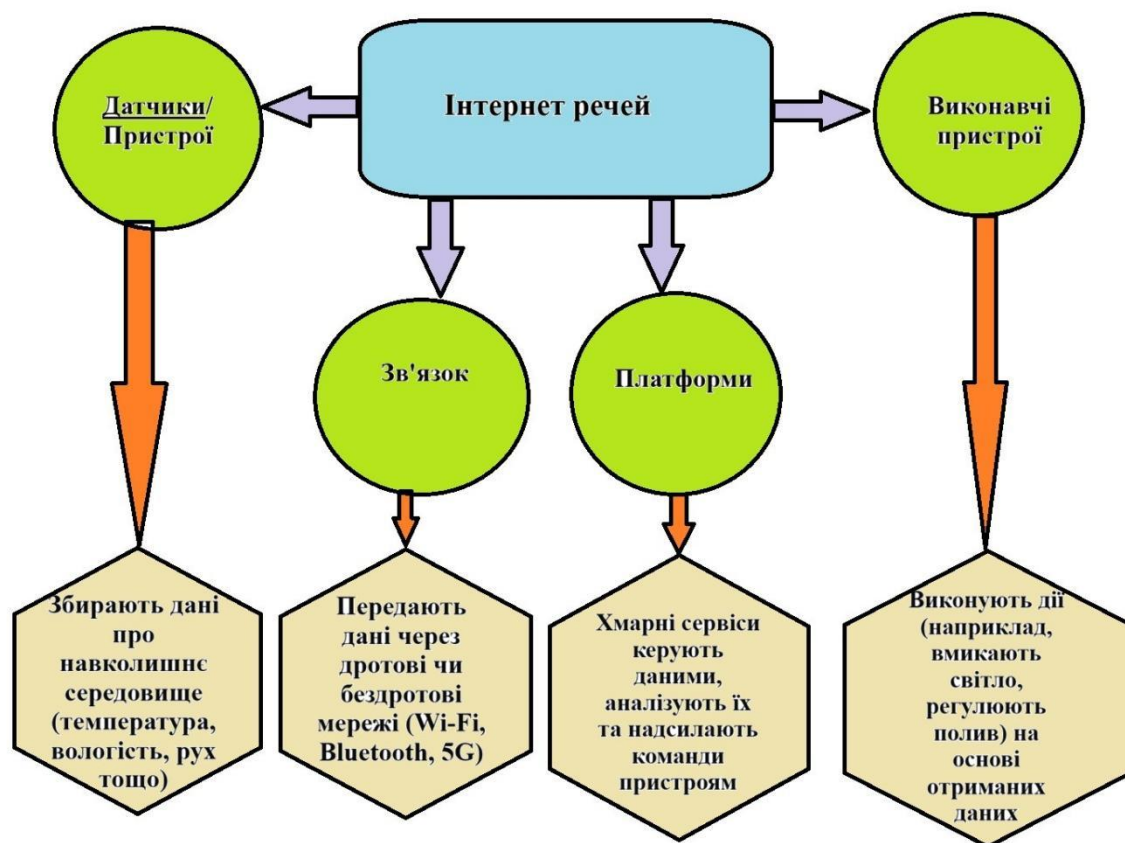 Інтернет речей
Датчики/
Пристрої
Виконавчі
пристрої
Зв'язок
Платформи
Збирають дані
про
навколишнє
середовище
(температура,
вологість, рух
тощо)
Передають
дані через
дротові чи
бездротові
мережі (Wi-Fi,
Bluetooth, 5G)
Хмарні сервіси
керують
даними,
аналізують їх
та надсилають
команди
пристроям
Виконують дії
(наприклад,
вмикають
світло,
регулюють
полив) на
основі
отриманих
даних